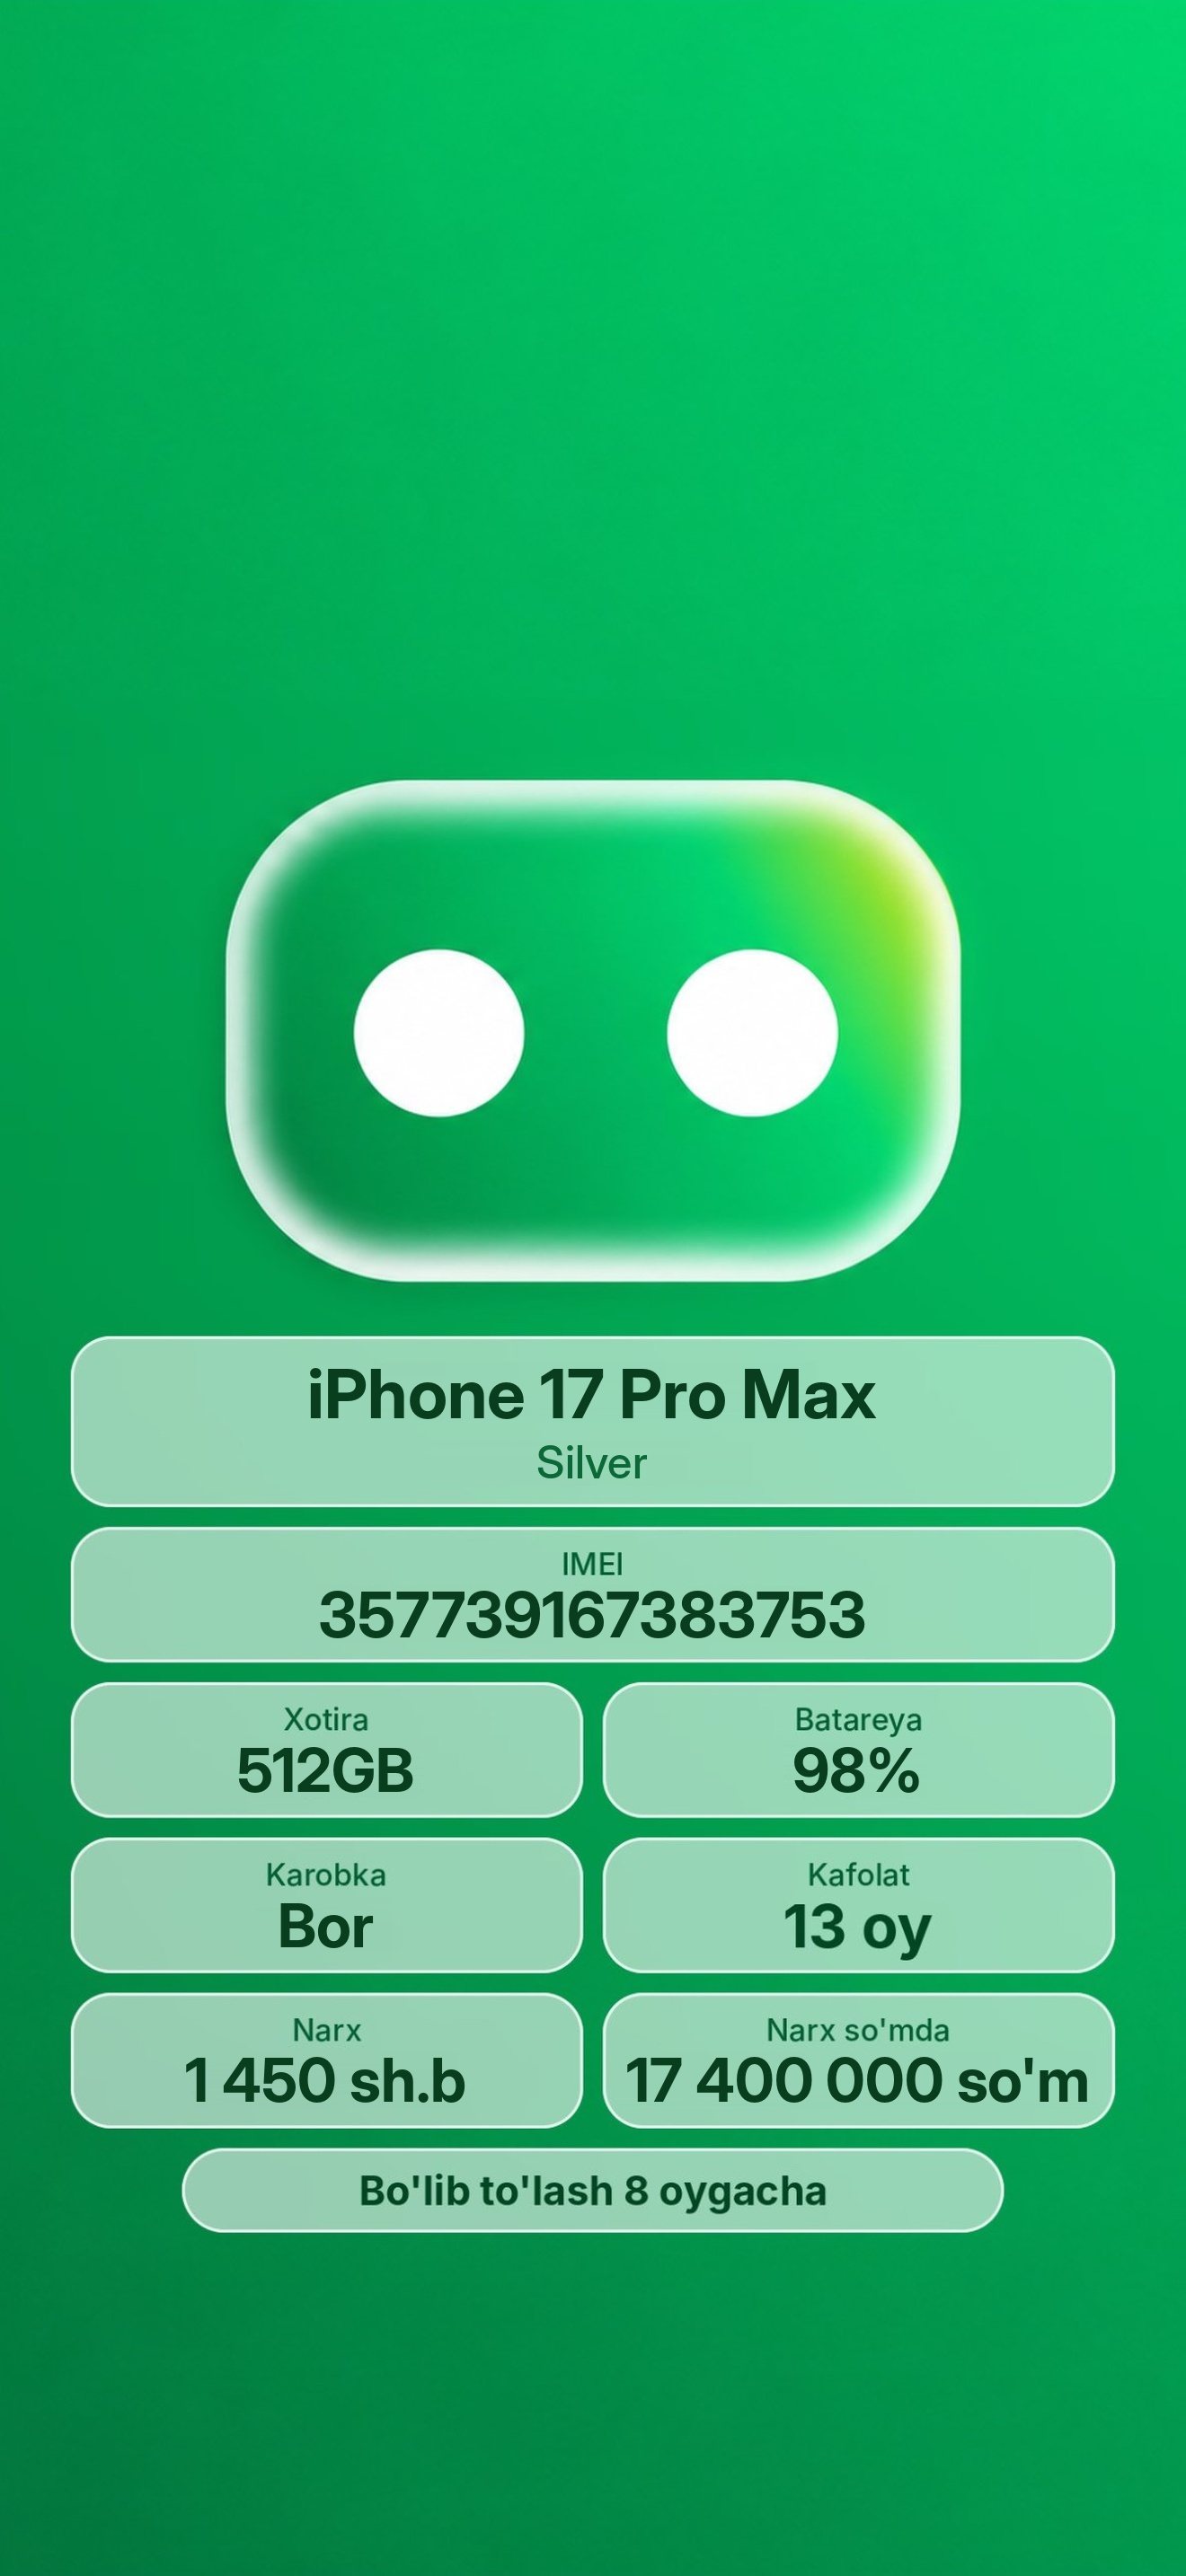 iPhone 17 Pro Max
Silver
IMEI
357739167383753
Xotira
512GB
Batareya
98%
Karobka
Bor
Kafolat
13 oy
Narx
1 450 sh.b
Narx so'mda
17 400 000 so'm
Bo'lib to'lash 8 oygacha